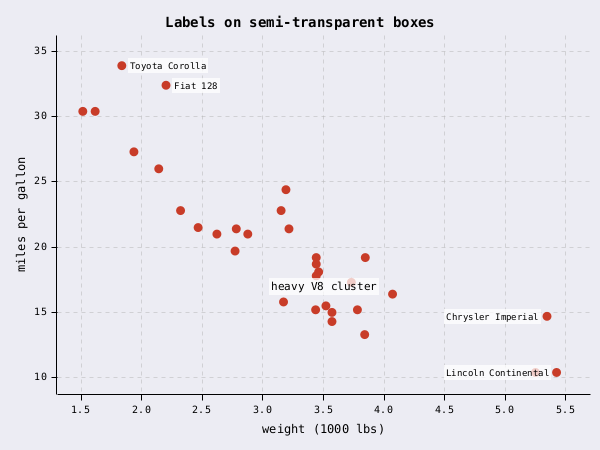 Labels on semi-transparent boxes
35
Toyota Corolla
Fiat 128
30
25
miles per gallon
20
heavy V8 cluster
15
Chrysler Imperial
Lincoln Continental
10
1.5 2.0 2.5 3.0 3.5 4.0 4.5 5.0 5.5
weight (1000 lbs)